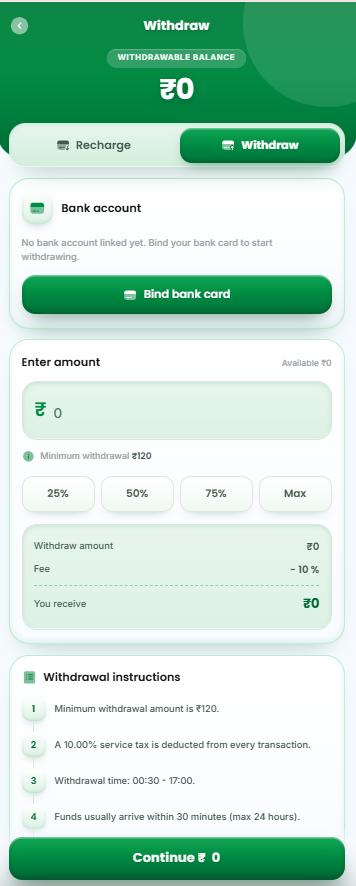 Withdraw
WITHDRAWABLE BALANCE
₹0
Recharge
Withdraw
Bank account
No bank account linked yet. Bind your bank card to start
withdrawing.
Bind bank card
Enter amount
Available ₹0
₹ 0
Minimum withdrawal ₹120
25%
50%
75%
Max
Withdraw amount
₹0
Fee
- 10 %
You receive
₹0
Withdrawal instructions
1 Minimum withdrawal amount is ₹120.
2 A 10.00% service tax is deducted from every transaction.
3 Withdrawal time: 00:30 - 17:00.
4 Funds usually arrive within 30 minutes (max 24 hours).
Continue ₹ 0